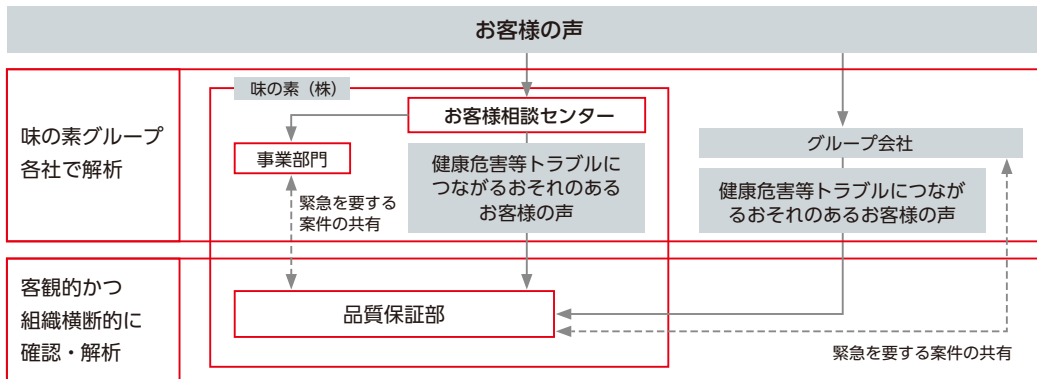 お客様の声
味の素（株）
お客様相談センター
味の素グループ
各社で解析
事業部門
健康危害等トラブルに
つながるおそれのある
お客様の声
グループ会社
健康危害等トラブルにつなが
るおそれのあるお客様の声
緊急を要する
案件の共有
客観的かつ
組織横断的に
確認・解析
品質保証部
緊急を要する案件の共有